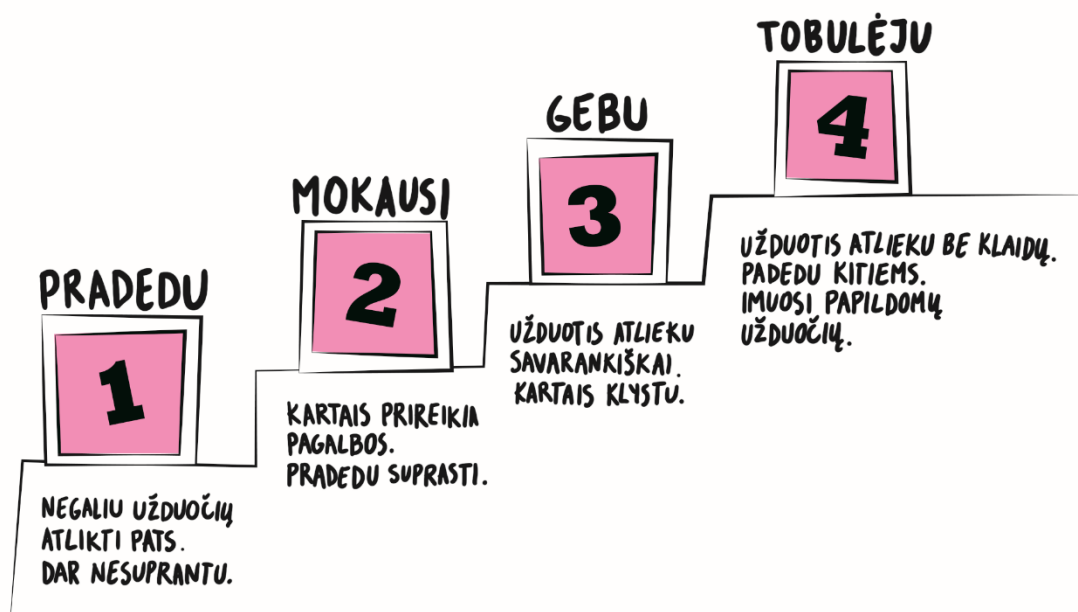 PRADEDU
1
NEGALIU UŽDUOČIŲ
ATLIKTI PATS.
DAR NESUPRANTU.
MOKAUSI
2
KARTAIS PRIREIKIA
PAGALBOS.
PRADEDU SUPRASTI.
GEBU
3
UŽDUOTIS ATLIEKU
SAVARANKIŠKAI.
KARTAIS KLYSTU.
TOBULĖJU
4
UŽDUOTIS ATLIEKU BE KLAIDŲ.
PADEDU KITIEMS.
IMUOSI PAPILDOMŲ
UŽDUOČIŲ.